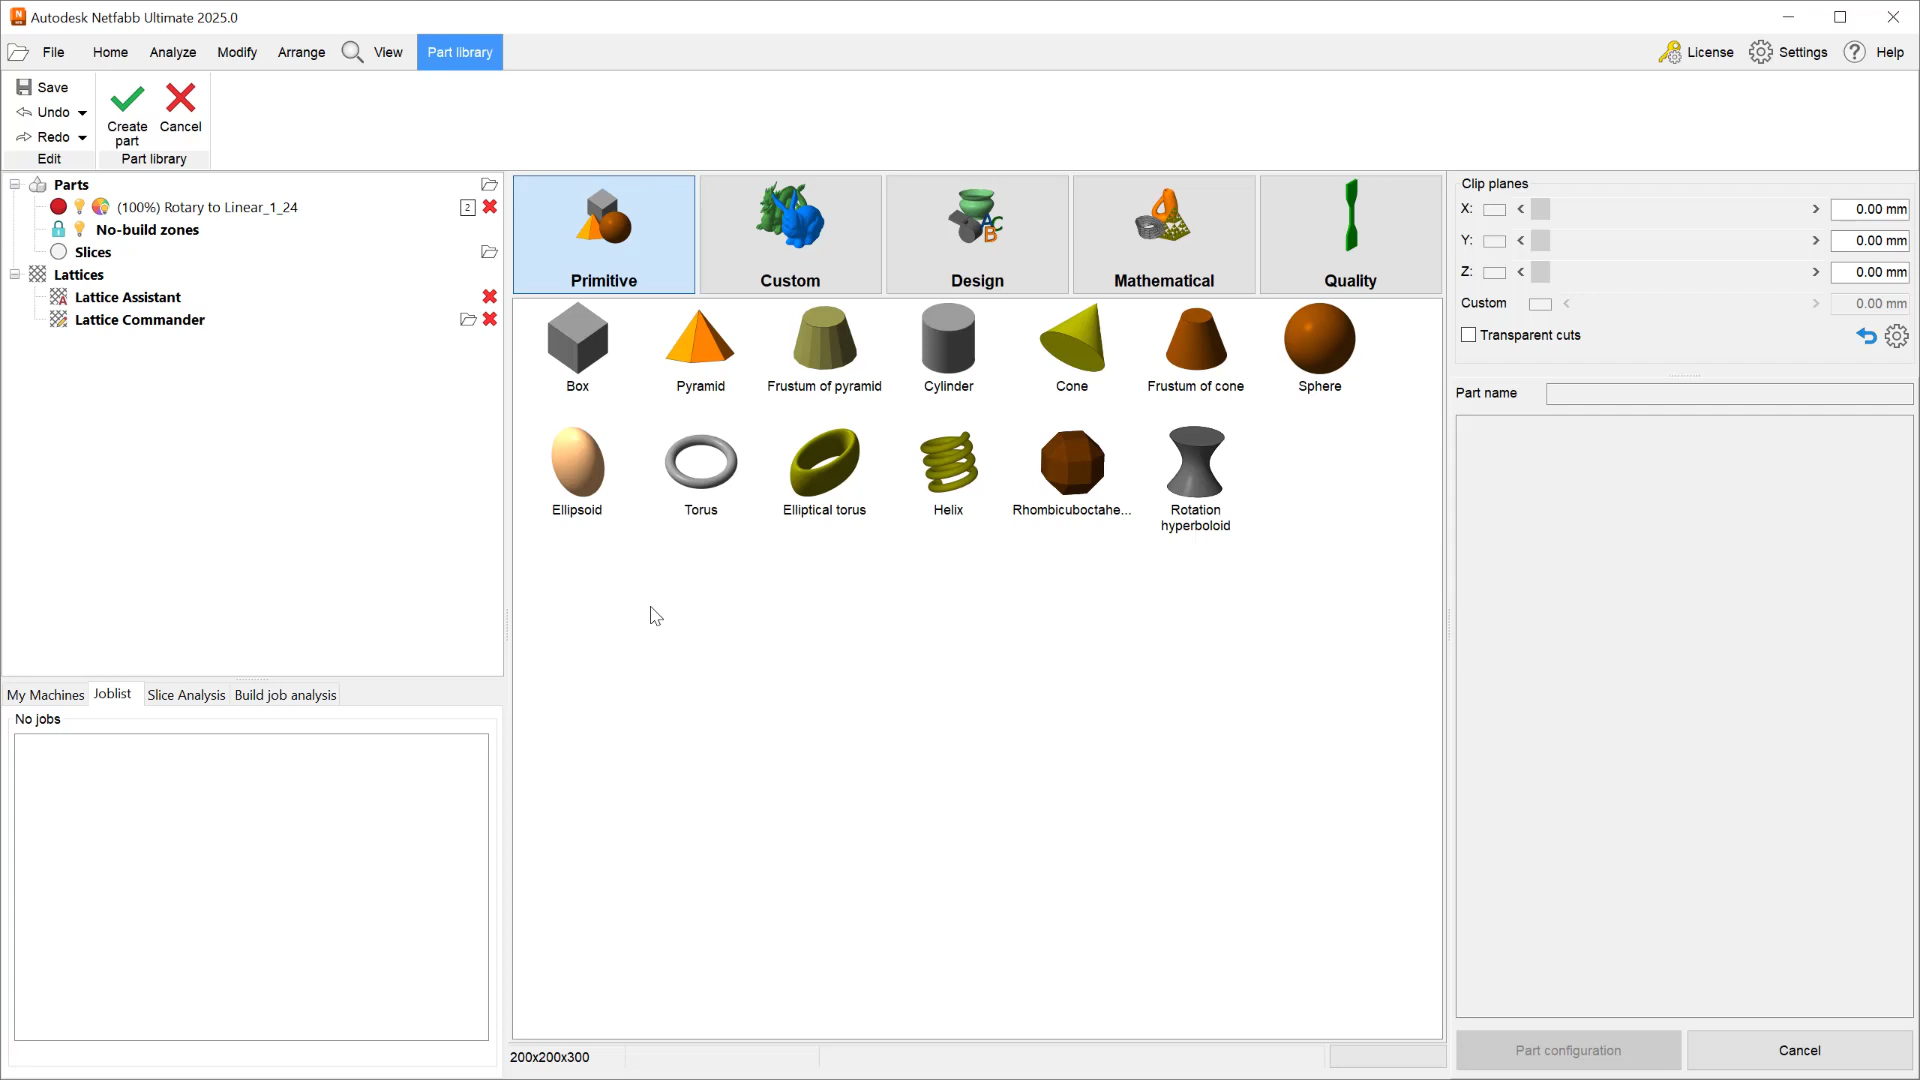 Autodesk Netfabb Ultimate 2025.0
File Home Analyze Modify Arrange View Part library License Settings ? Help
Save
Undo
Redo
Create part
Cancel
Edit
Part library
Parts
(100%) Rotary to Linear_1_24 2
No-build zones
Slices
Lattices
Lattice Assistant
Lattice Commander
My Machines Joblist Slice Analysis Build job analysis
No jobs
Primitive Custom Design Mathematical Quality
Box Pyramid Frustum of pyramid Cylinder Cone Frustum of cone Sphere
Ellipsoid Torus Elliptical torus Helix Rhombicuboctahe... Rotation
hyperboloid
200x200x300
Clip planes
X: < > 0.00 mm
Y: < > 0.00 mm
Z: < > 0.00 mm
Custom < > 0.00 mm
Transparent cuts
Part name
Part configuration Cancel